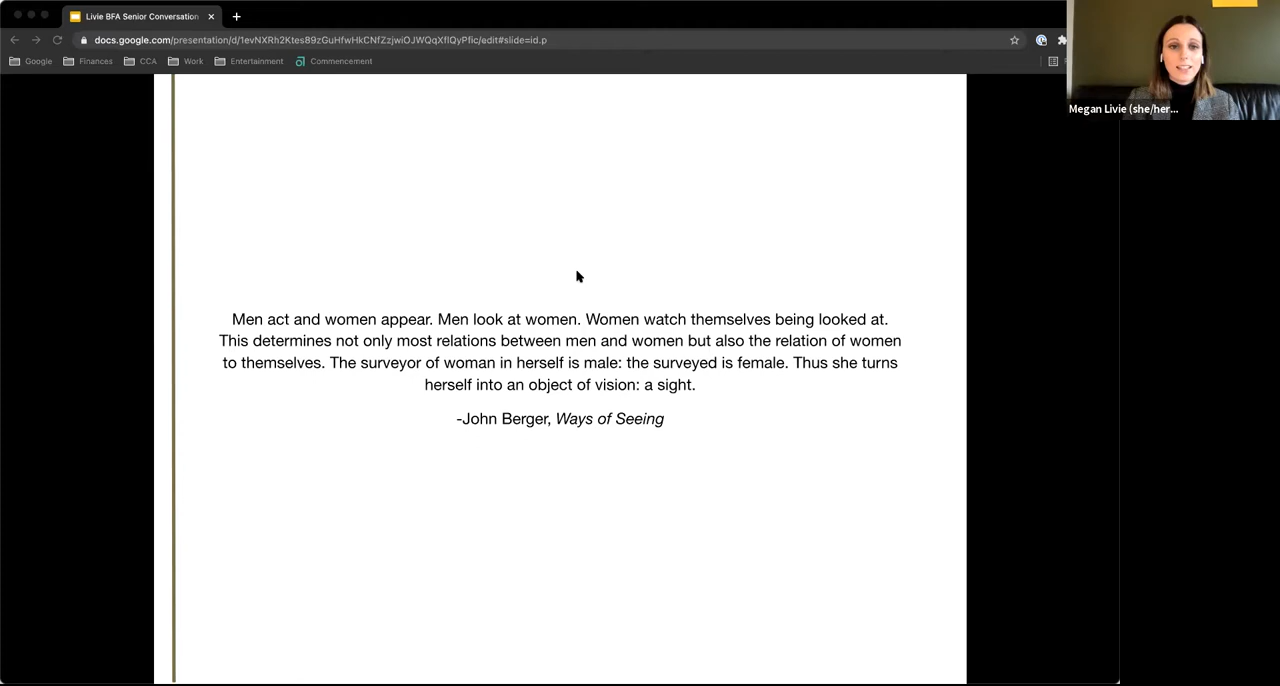 Livie BFA Senior Conversation
docs.google.com/presentation/d/1evNXRh2Ktes89zGuHfwHkCNfZzjwiOJWQqXflQyPfic/edit#slide=id.p
Google Finances CCA Work Entertainment Commencement
Megan Livie (she/her...
Men act and women appear. Men look at women. Women watch themselves being looked at.
This determines not only most relations between men and women but also the relation of women
to themselves. The surveyor of woman in herself is male: the surveyed is female. Thus she turns
herself into an object of vision: a sight.
-John Berger, Ways of Seeing